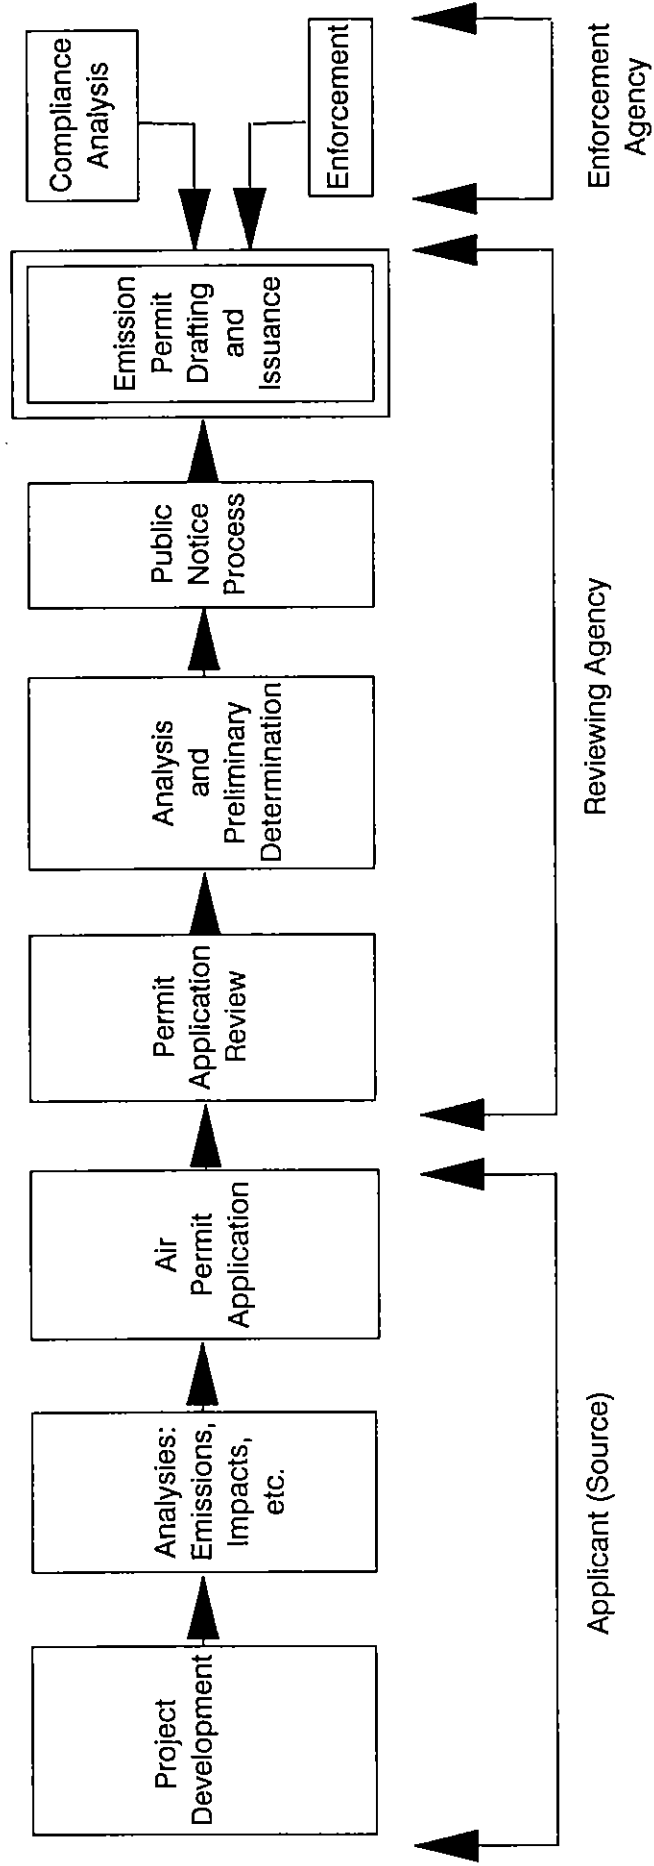 Project
Development
Analysies:
Emissions,
Impacts,
etc.
Air
Permit
Application
Permit
Application
Review
Analysis
and
Preliminary
Determination
Public
Notice
Process
Emission
Permit
Drafting
and
Issuance
Compliance
Analysis
Enforcement
Applicant (Source)
Reviewing Agency
Enforcement
Agency